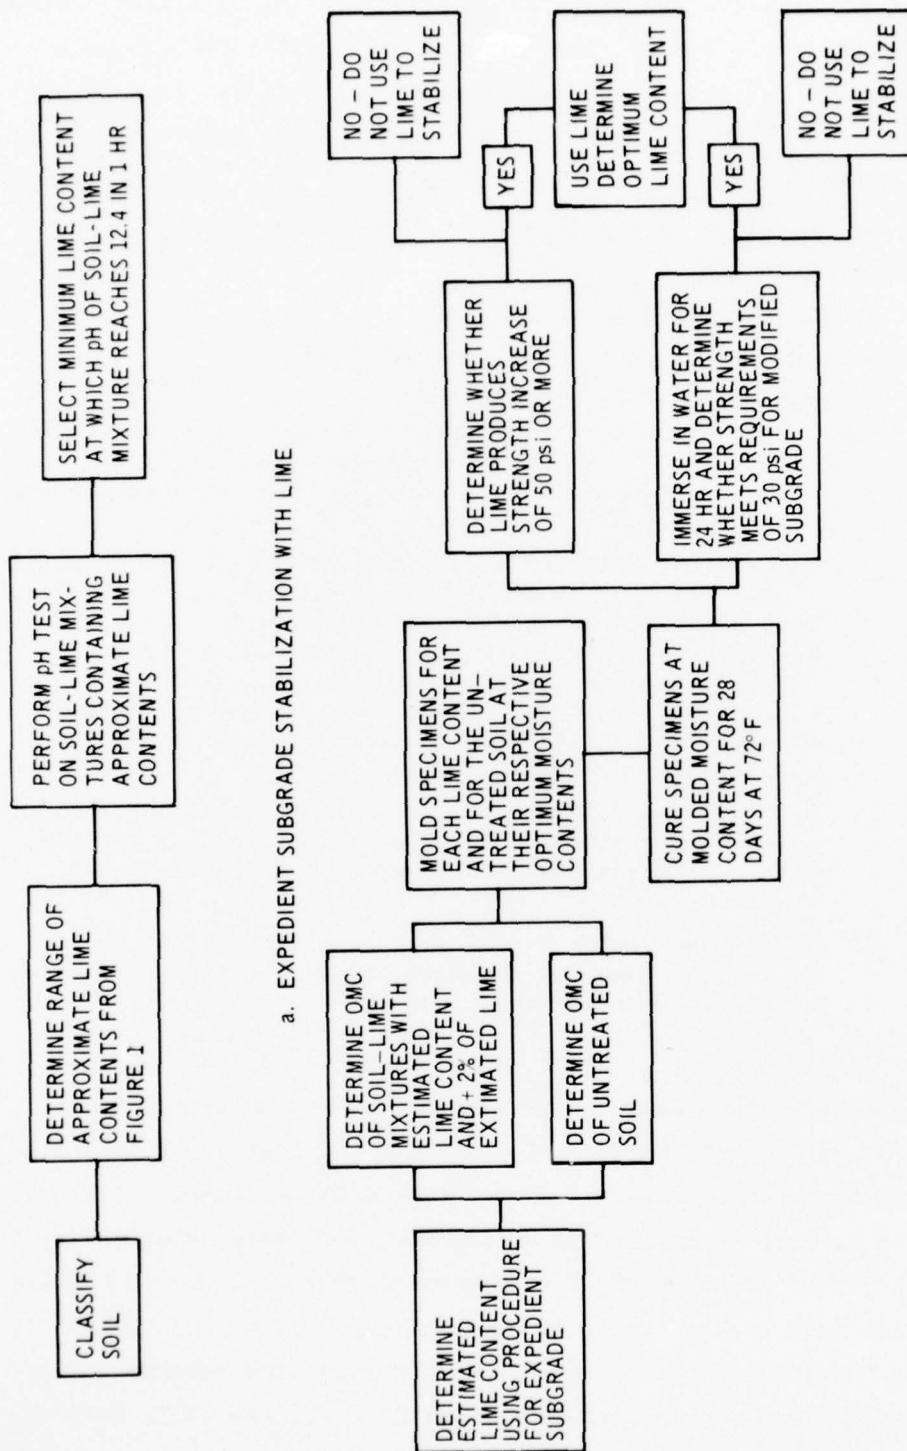 CLASSIFY
SOIL
DETERMINE RANGE OF
APPROXIMATE LIME
CONTENTS FROM
FIGURE 1
PERFORM pH TEST
ON SOIL-LIME MIX-
TURES CONTAINING
APPROXIMATE LIME
CONTENTS
SELECT MINIMUM LIME CONTENT
AT WHICH pH OF SOIL-LIME
MIXTURE REACHES 12.4 IN 1 HR
a. EXPEDIENT SUBGRADE STABILIZATION WITH LIME
DETERMINE
ESTIMATED
LIME CONTENT
USING PROCEDURE
FOR EXPEDIENT
SUBGRADE
DETERMINE OMC
OF SOIL-LIME
MIXTURES WITH
ESTIMATED
LIME CONTENT
AND + 2% OF
EXTIMATED LIME
DETERMINE OMC
OF UNTREATED
SOIL
MOLD SPECIMENS FOR
EACH LIME CONTENT
AND FOR THE UN-
TREATED SOIL AT
THEIR RESPECTIVE
OPTIMUM MOISTURE
CONTENTS
CURE SPECIMENS AT
MOLDED MOISTURE
CONTENT FOR 28
DAYS AT 72°F
DETERMINE WHETHER
LIME PRODUCES
STRENGTH INCREASE
OF 50 psi OR MORE
IMMERSE IN WATER FOR
24 HR AND DETERMINE
WHETHER STRENGTH
MEETS REQUIREMENTS
OF 30 psi FOR MODIFIED
SUBGRADE
NO - DO
NOT USE
LIME TO
STABILIZE
YES
USE LIME
DETERMINE
OPTIMUM
LIME CONTENT
YES
NO - DO
NOT USE
LIME TO
STABILIZE